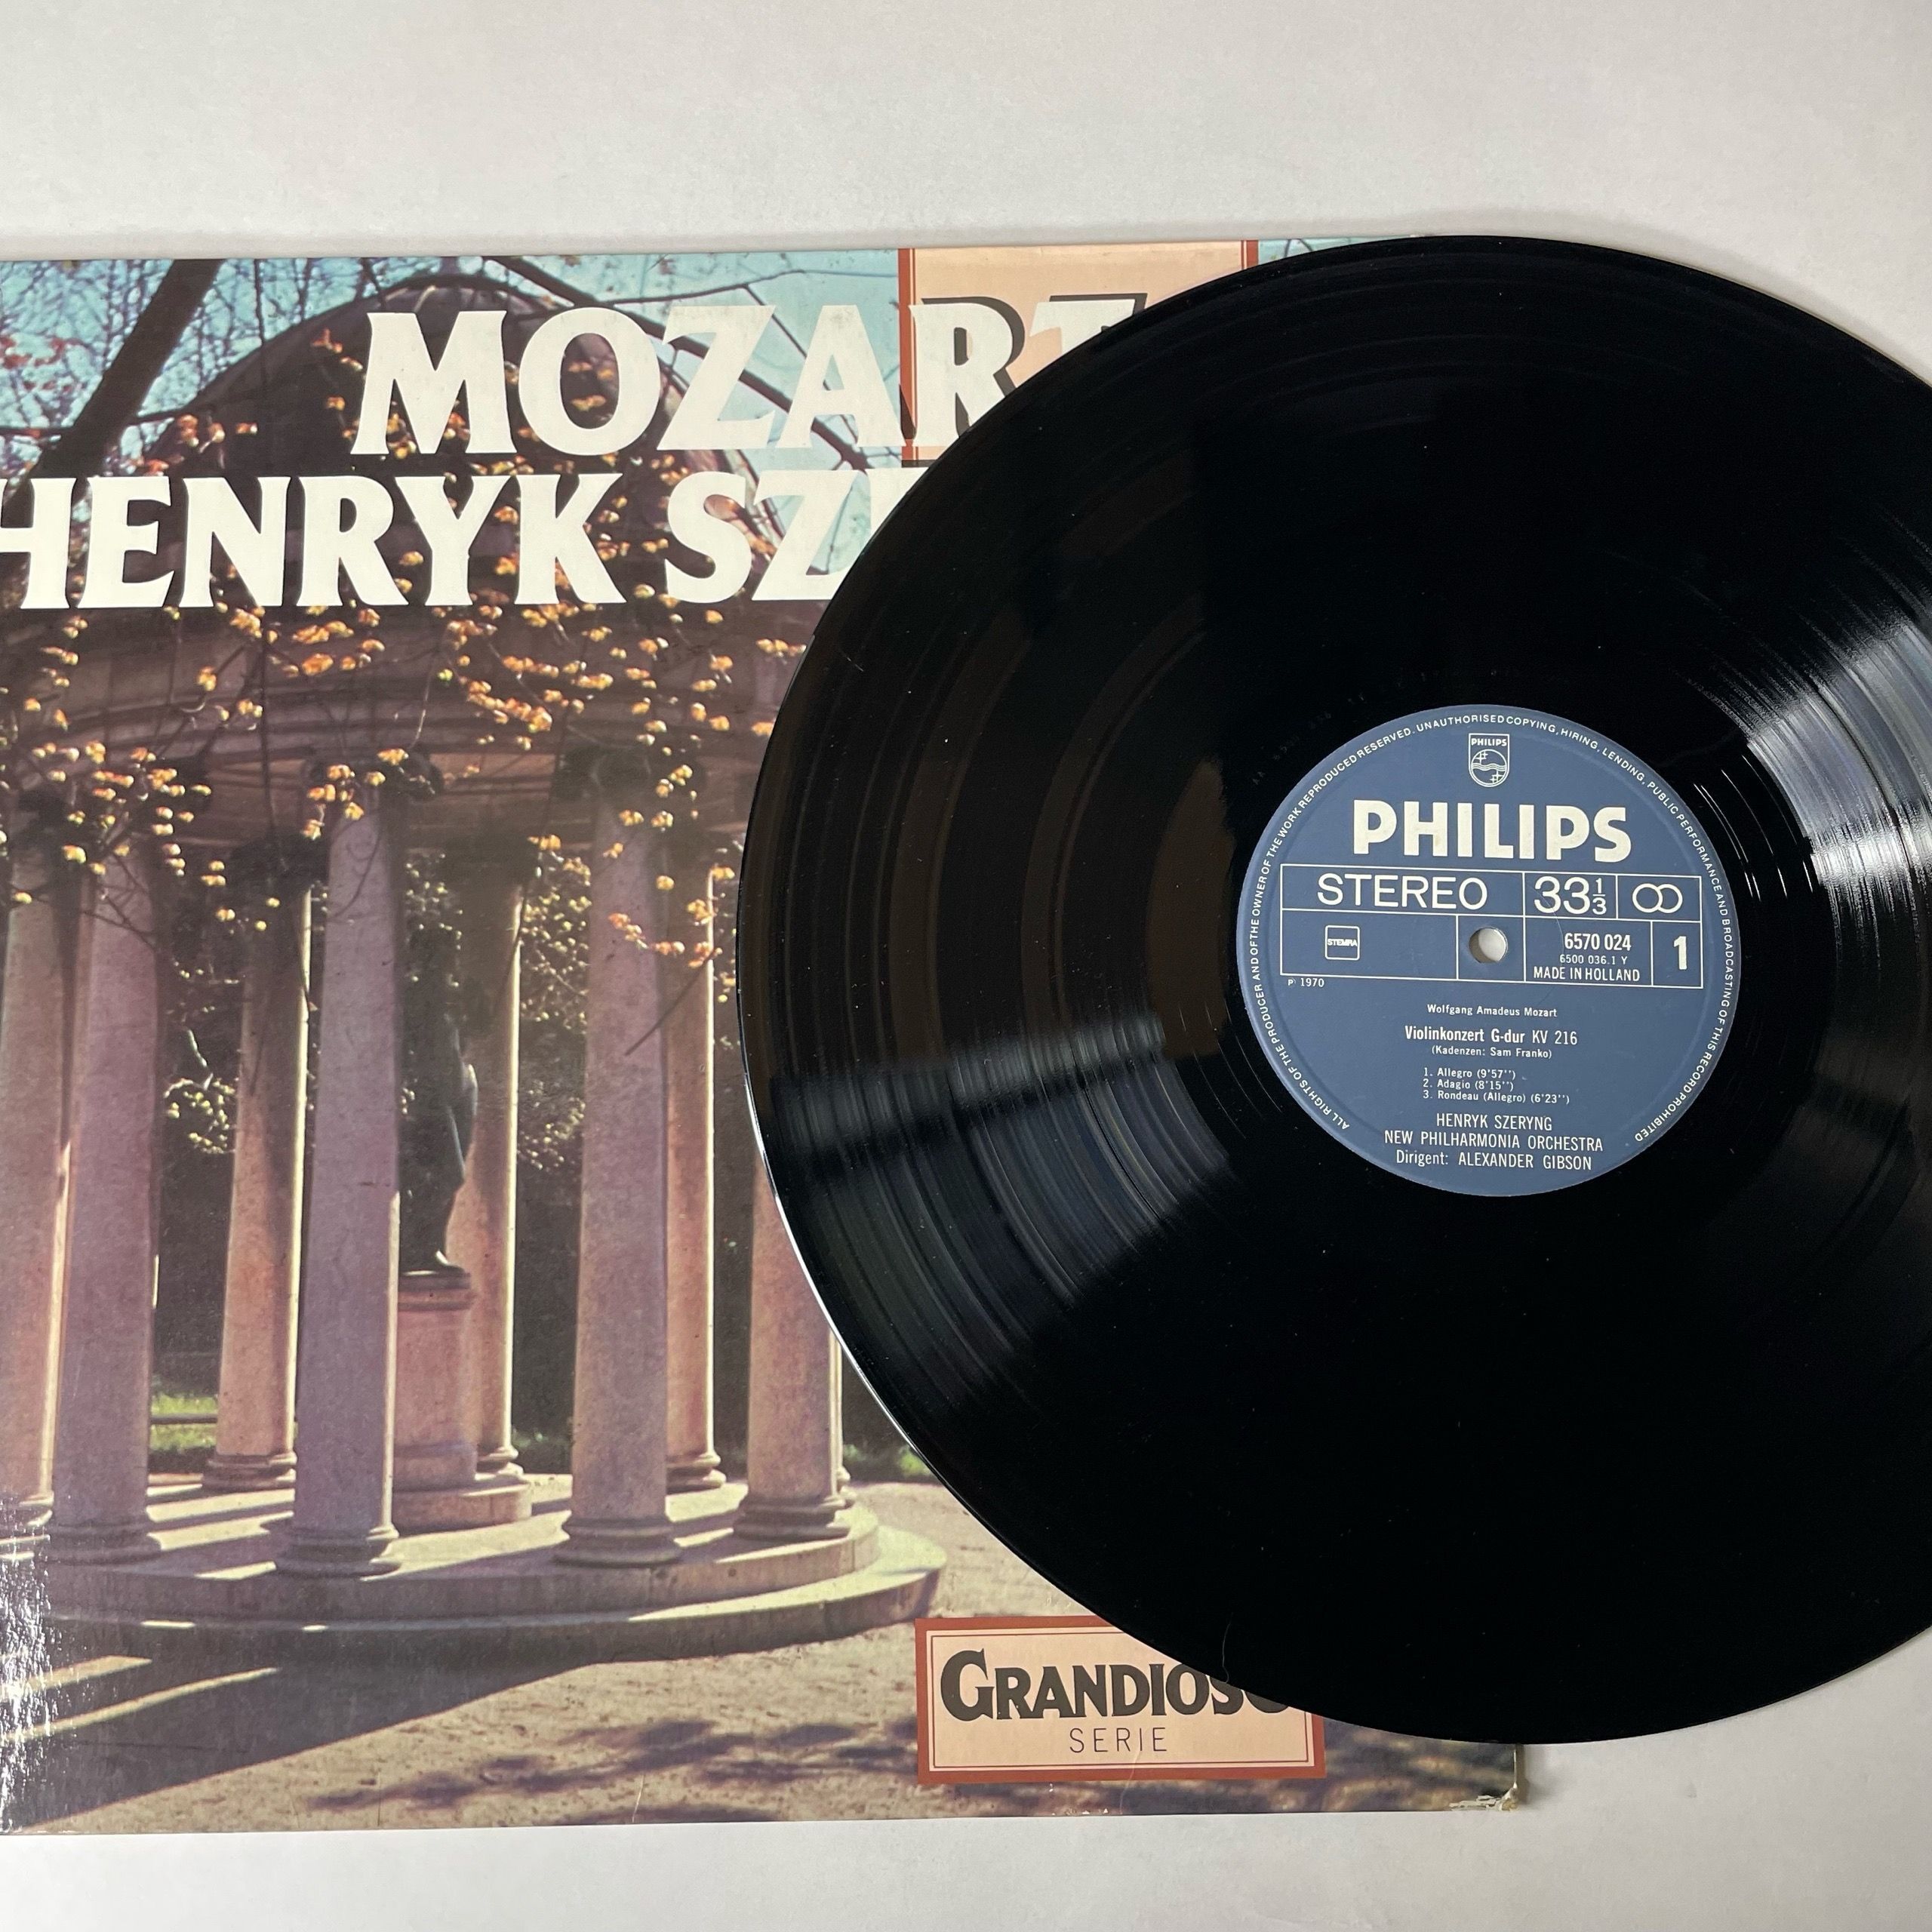 MOZART
HENRYK
GRANDIOSO
SERIE
ALL RIGHTS OF THE PRODUCER AND OF THE OWNER OF THE WORK REPRODUCED RESERVED. UNAUTHORISED COPYING, HIRING, LENDING, PUBLIC PERFORMANCE AND BROADCASTING OF THIS RECORD PROHIBITED
PHILIPS
PHILIPS
STEREO 33 1/3
STEMRA
6570 024
6500 036.1 Y
MADE IN HOLLAND
1
P 1970
Wolfgang Amadeus Mozart
Violinkonzert G-dur KV 216
(Kadenzen: Sam Franko)
1. Allegro (9'57'')
2. Adagio (8'15'')
3. Rondeau (Allegro) (6'23'')
HENRYK SZERYNG
NEW PHILHARMONIA ORCHESTRA
Dirigent: ALEXANDER GIBSON